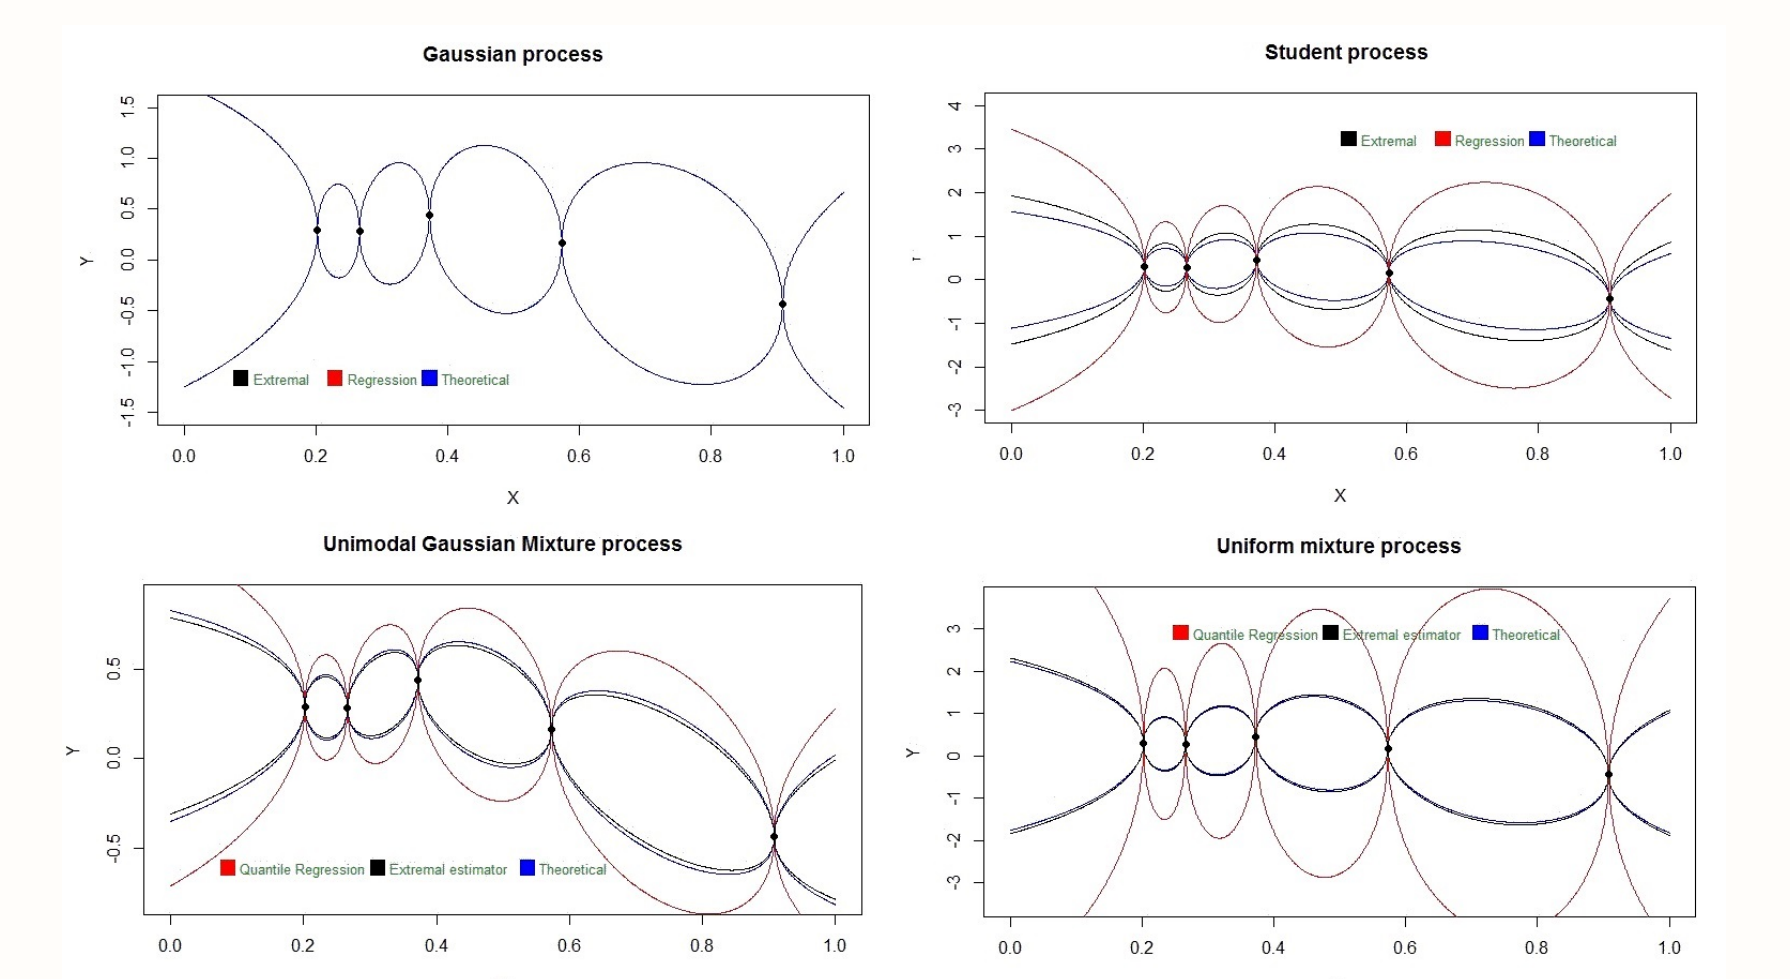 Gaussian process
1.5
1.0
0.5
0.0
-0.5
-1.0
-1.5
Y
Extremal Regression Theoretical
0.0 0.2 0.4 0.6 0.8 1.0
X
Student process
4
3
2
1
0
-1
-2
-3
Extremal Regression Theoretical
0.0 0.2 0.4 0.6 0.8 1.0
X
Unimodal Gaussian Mixture process
0.5
0.0
-0.5
Y
Quantile Regression Extremal estimator Theoretical
0.0 0.2 0.4 0.6 0.8 1.0
Uniform mixture process
3
2
1
0
-1
-2
-3
Y
Quantile Regression Extremal estimator Theoretical
0.0 0.2 0.4 0.6 0.8 1.0